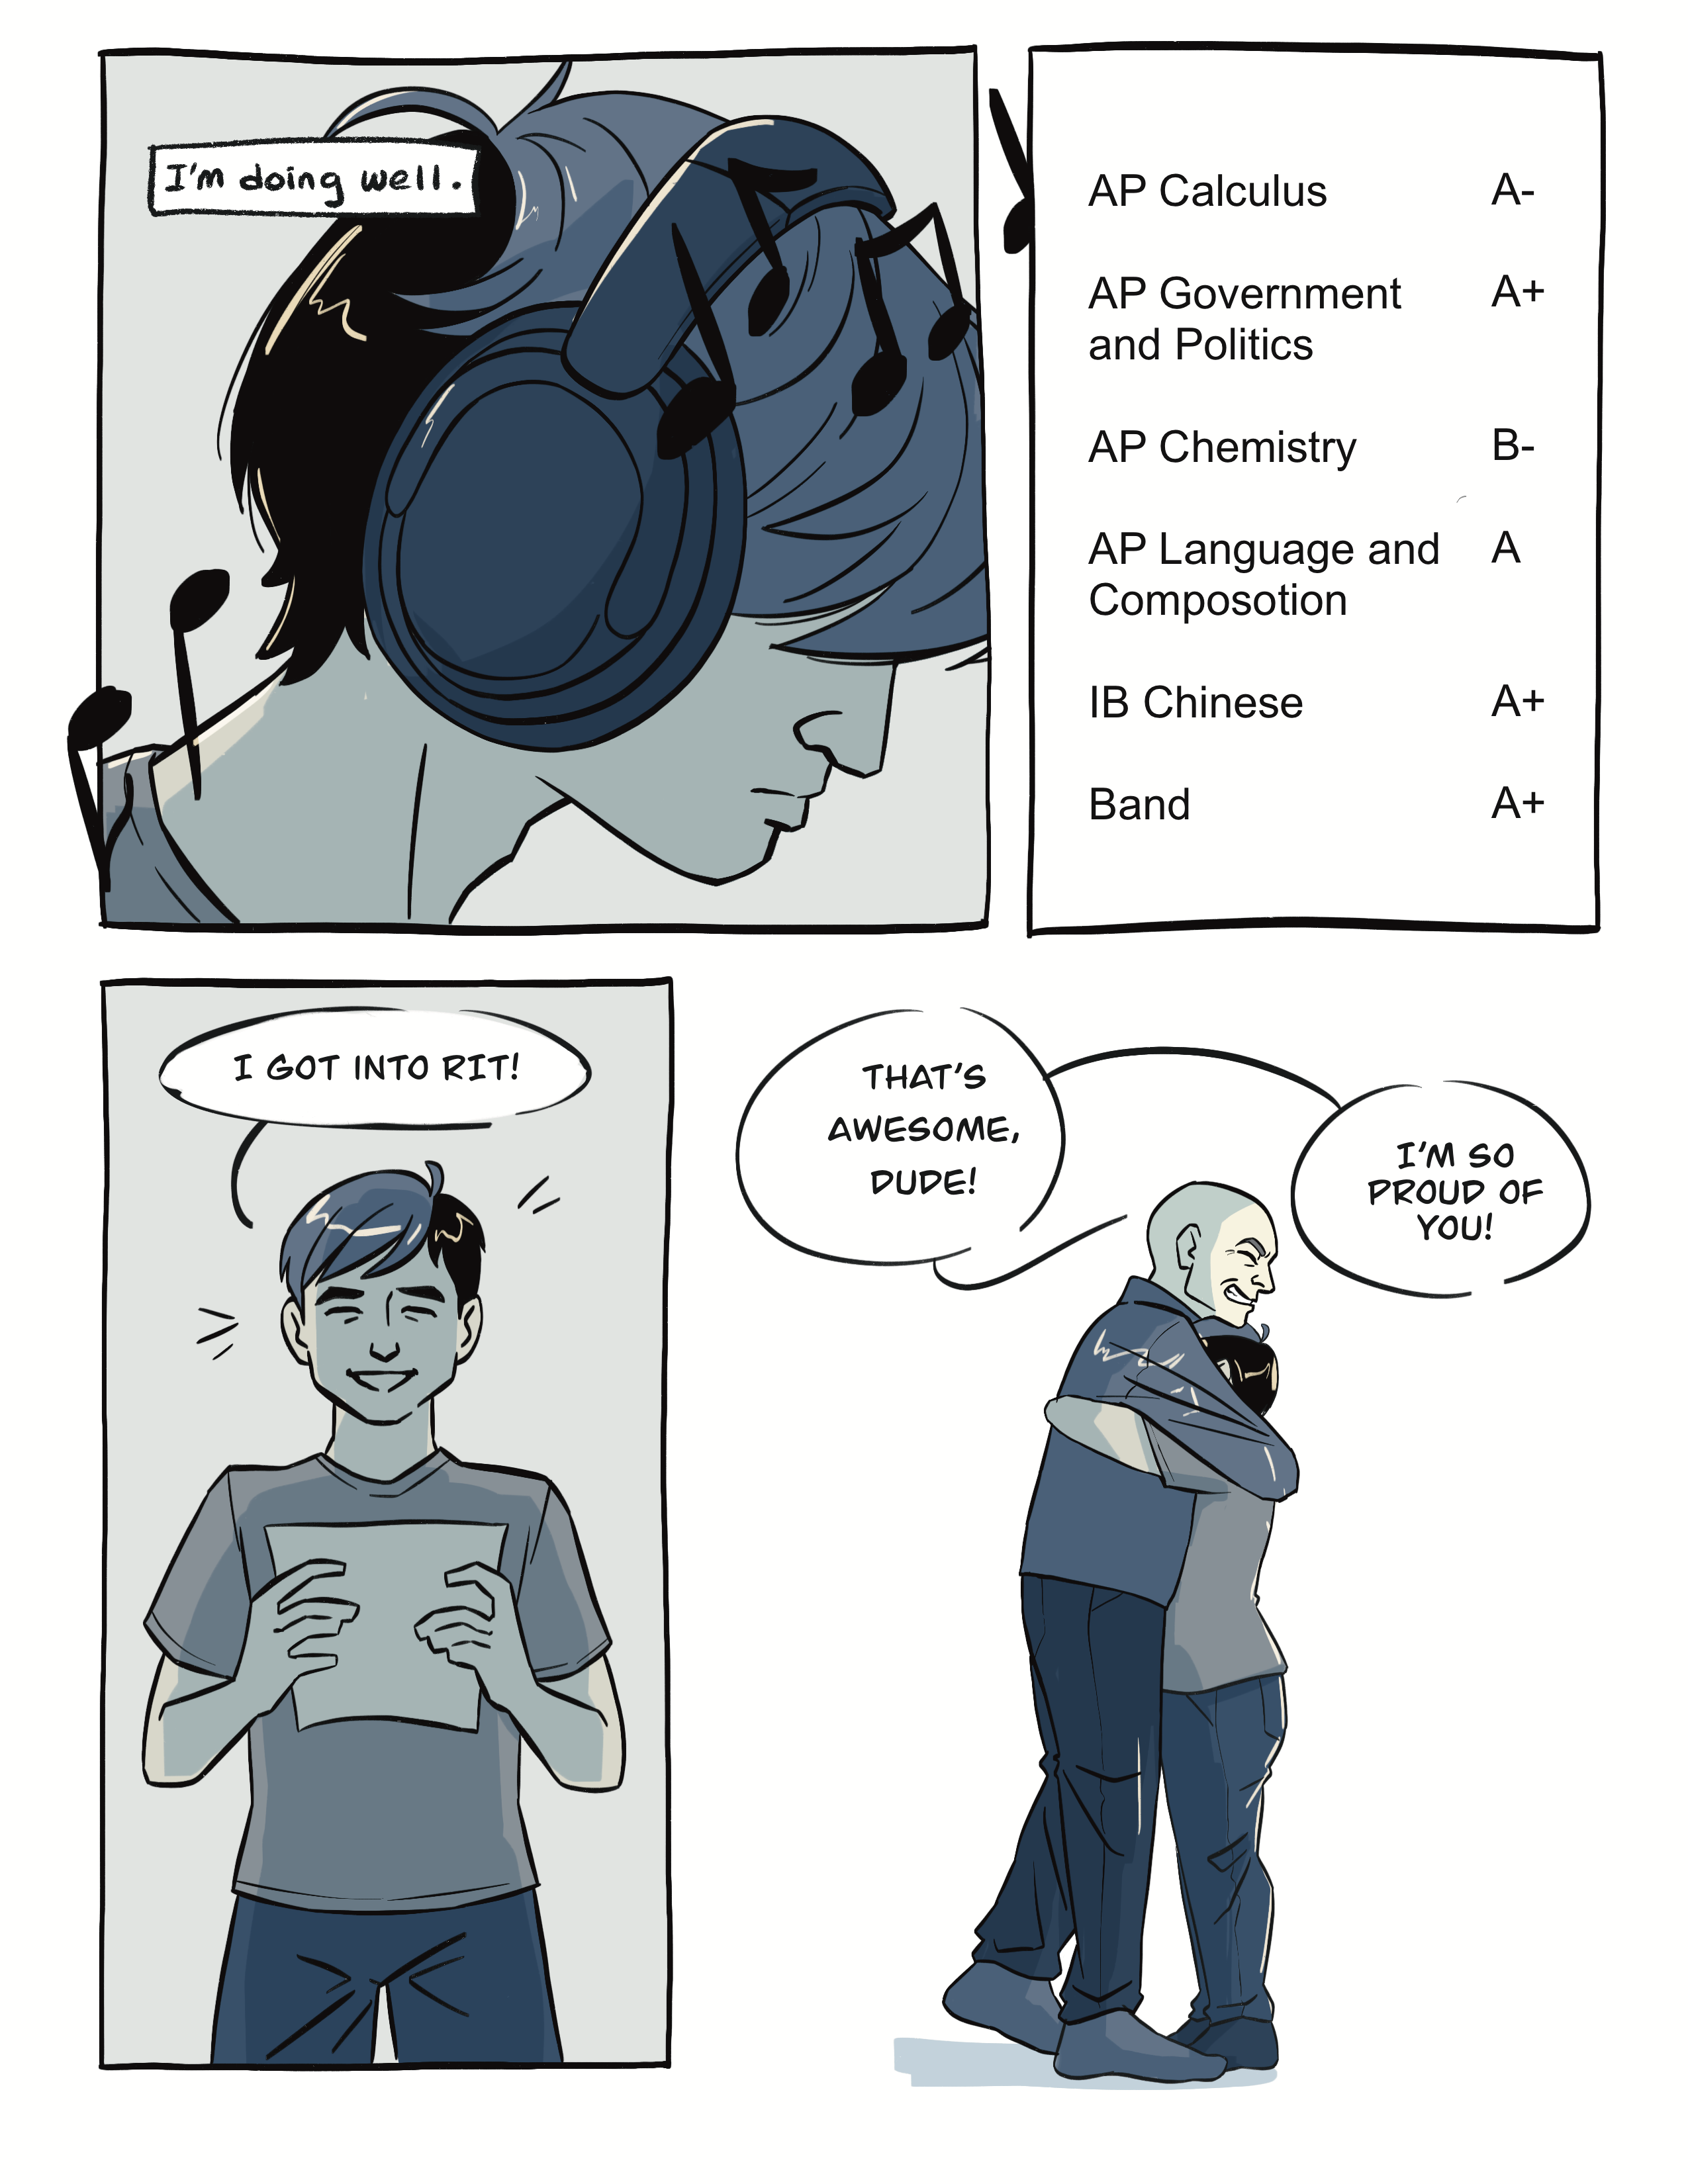 I'm doing well.
AP Calculus A-
AP Government A+
and Politics
AP Chemistry B-
AP Language and A
Composotion
IB Chinese A+
Band A+
I GOT INTO RIT!
THAT'S
AWESOME,
DUDE!
I'M SO
PROUD OF
YOU!